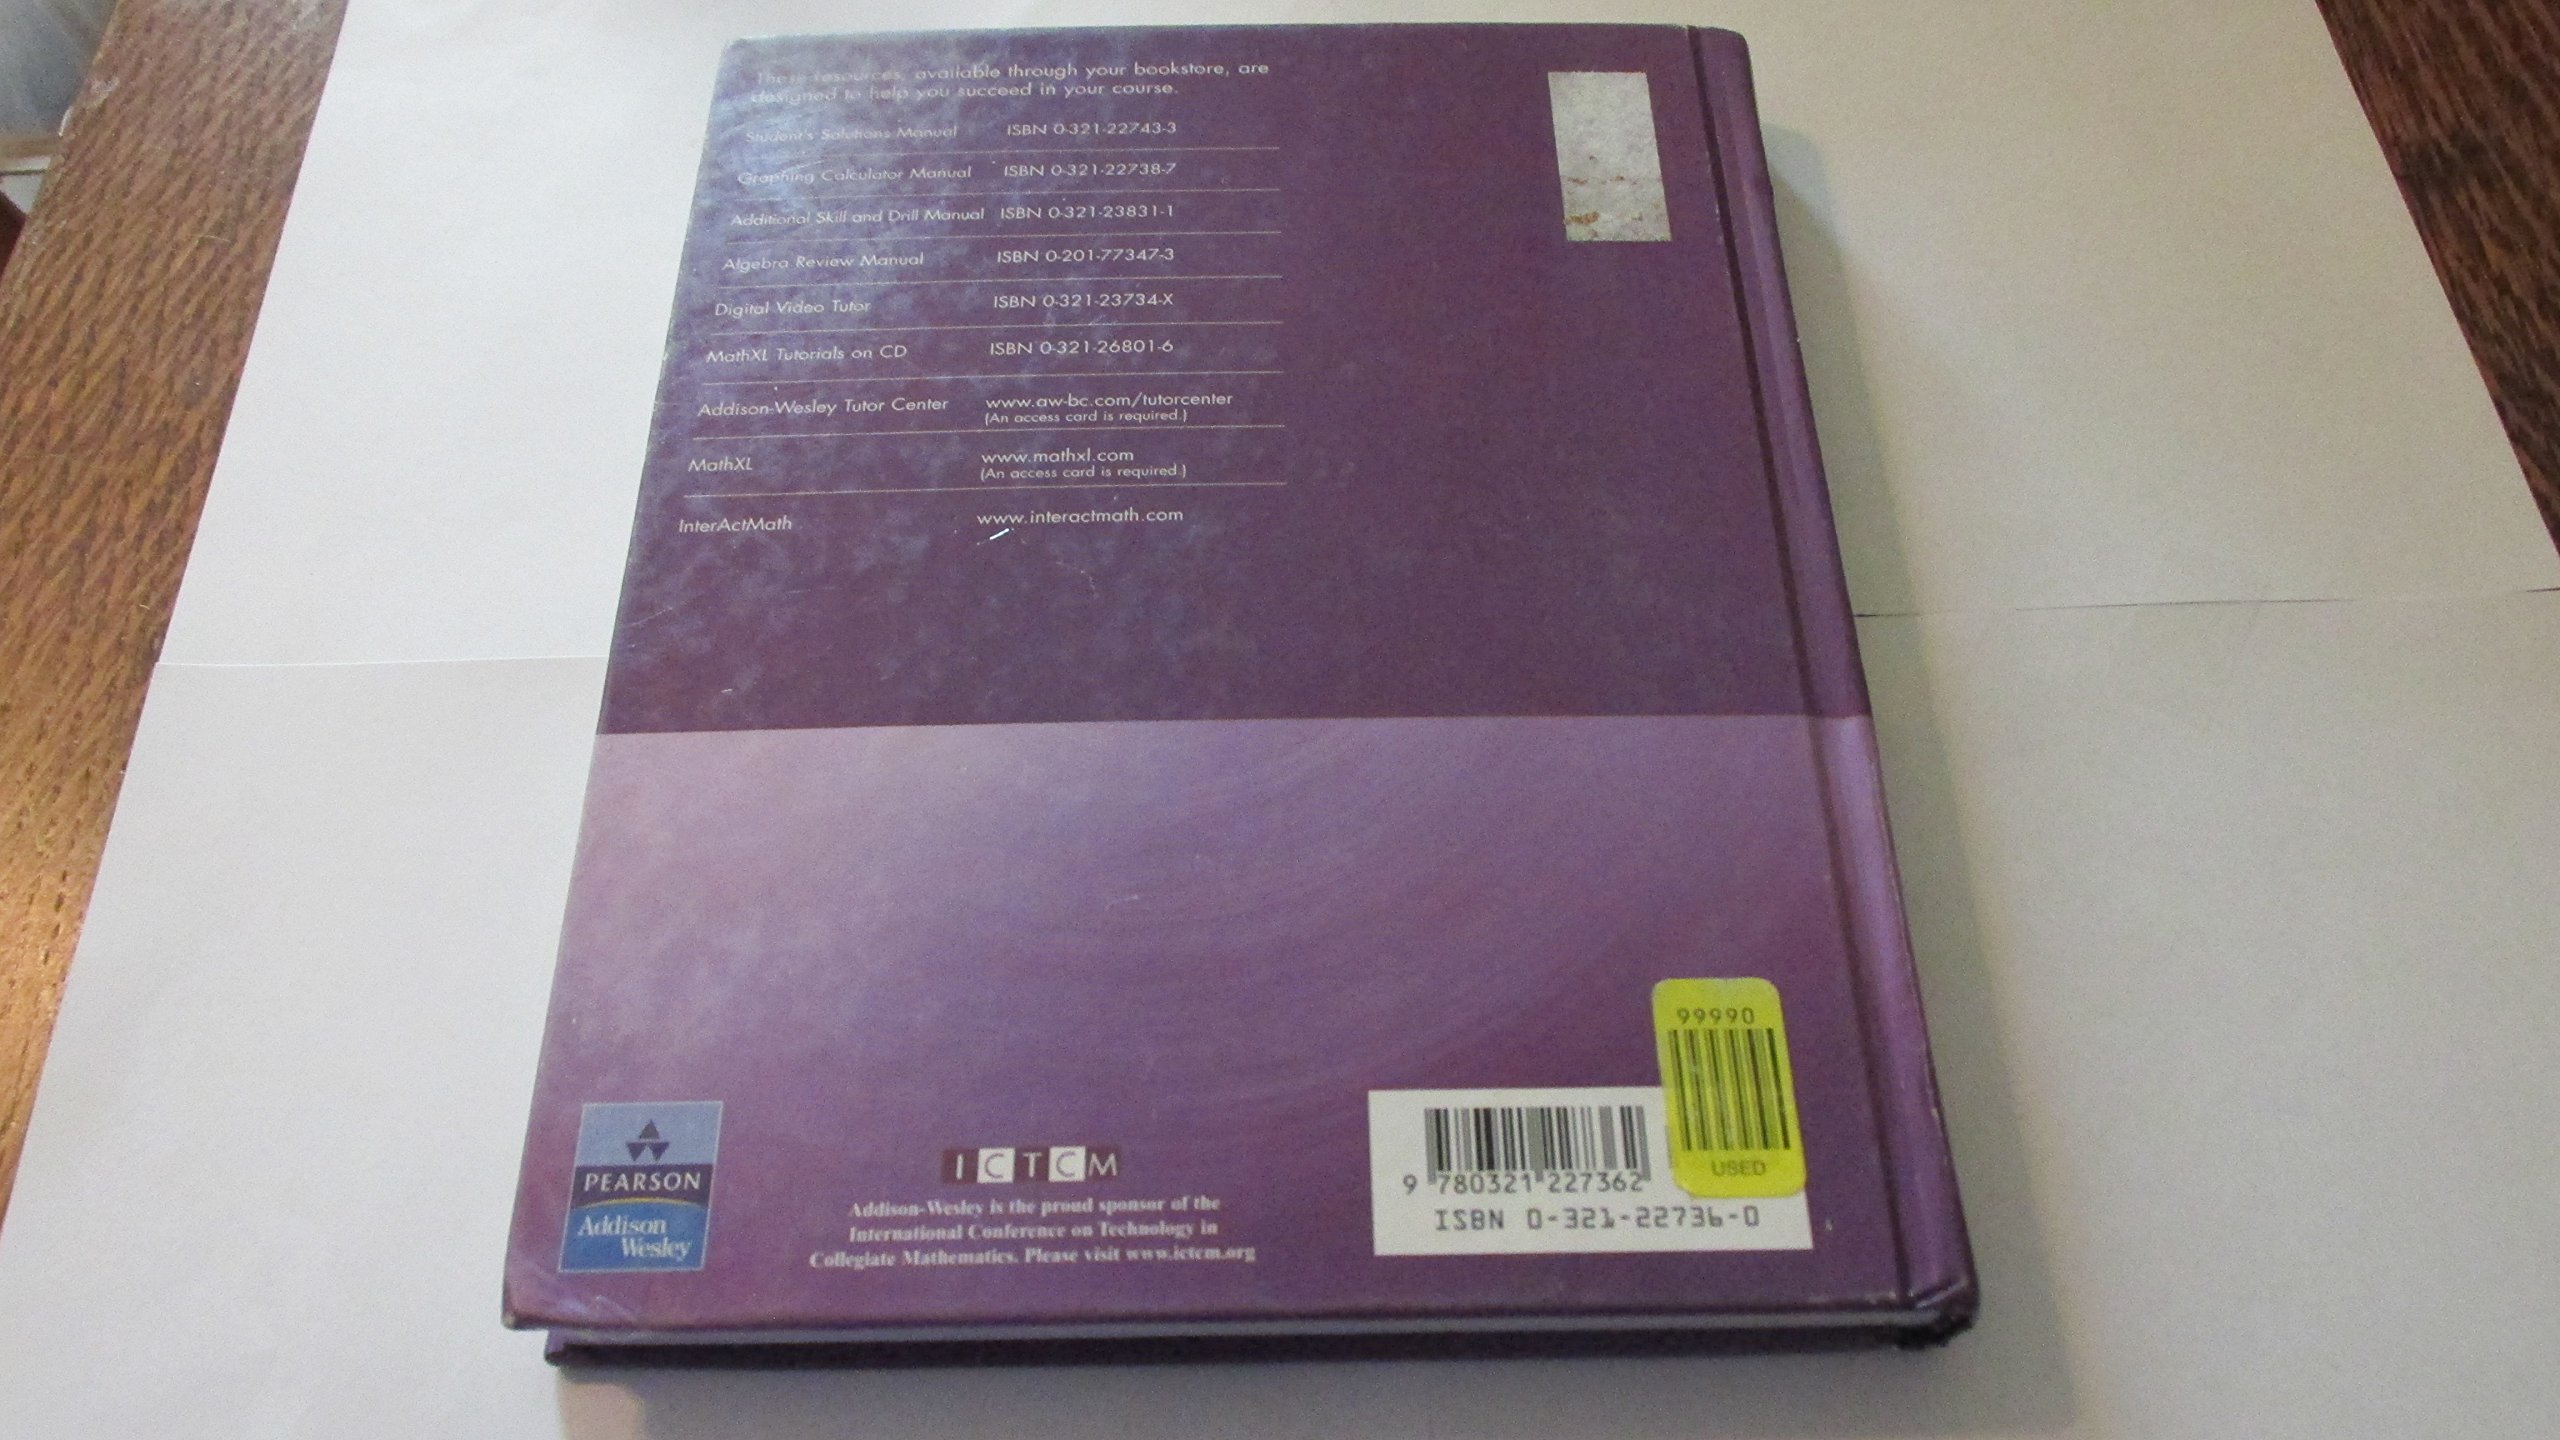 These resources, available through your bookstore, are
designed to help you succeed in your course.
Student's Solutions Manual ISBN 0-321-22743-3
Graphing Calculator Manual ISBN 0-321-22738-7
Additional Skill and Drill Manual ISBN 0-321-23831-1
Algebra Review Manual ISBN 0-201-77347-3
Digital Video Tutor ISBN 0-321-23734-X
MathXL Tutorials on CD ISBN 0-321-26801-6
Addison-Wesley Tutor Center www.aw-bc.com/tutorcenter
(An access card is required.)
MathXL www.mathxl.com
(An access card is required.)
InterActMath www.interactmath.com
PEARSON
Addison
Wesley
ICTCM
Addison-Wesley is the proud sponsor of the
International Conference on Technology in
Collegiate Mathematics. Please visit www.ictcm.org
99990
USED
9 780321 227362
ISBN 0-321-22736-0